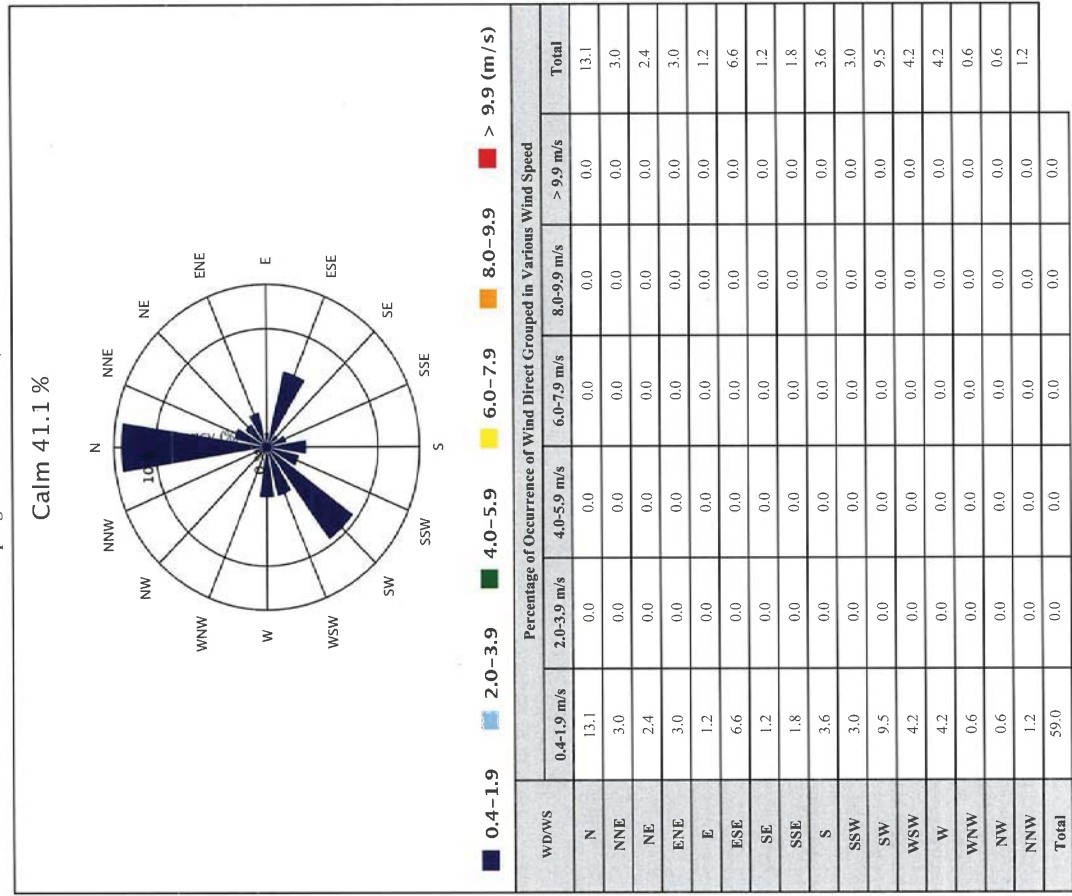 Calm 41.1 %
N
NNE
NE
ENE
E
ESE
SE
SSE
S
SSW
SW
WSW
W
WNW
NW
NNW
10
0.4-1.9 2.0-3.9 4.0-5.9 6.0-7.9 8.0-9.9 > 9.9 (m/s)
Percentage of Occurrence of Wind Direct Grouped in Various Wind Speed
WD/WS 0.4-1.9 m/s 2.0-3.9 m/s 4.0-5.9 m/s 6.0-7.9 m/s 8.0-9.9 m/s > 9.9 m/s Total
N 13.1 0.0 0.0 0.0 0.0 0.0 13.1
NNE 3.0 0.0 0.0 0.0 0.0 0.0 3.0
NE 2.4 0.0 0.0 0.0 0.0 0.0 2.4
ENE 3.0 0.0 0.0 0.0 0.0 0.0 3.0
E 1.2 0.0 0.0 0.0 0.0 0.0 1.2
ESE 6.6 0.0 0.0 0.0 0.0 0.0 6.6
SE 1.2 0.0 0.0 0.0 0.0 0.0 1.2
SSE 1.8 0.0 0.0 0.0 0.0 0.0 1.8
S 3.6 0.0 0.0 0.0 0.0 0.0 3.6
SSW 3.0 0.0 0.0 0.0 0.0 0.0 3.0
SW 9.5 0.0 0.0 0.0 0.0 0.0 9.5
WSW 4.2 0.0 0.0 0.0 0.0 0.0 4.2
W 4.2 0.0 0.0 0.0 0.0 0.0 4.2
WNW 0.6 0.0 0.0 0.0 0.0 0.0 0.6
NW 0.6 0.0 0.0 0.0 0.0 0.0 0.6
NNW 1.2 0.0 0.0 0.0 0.0 0.0 1.2
Total 59.0 0.0 0.0 0.0 0.0 0.0